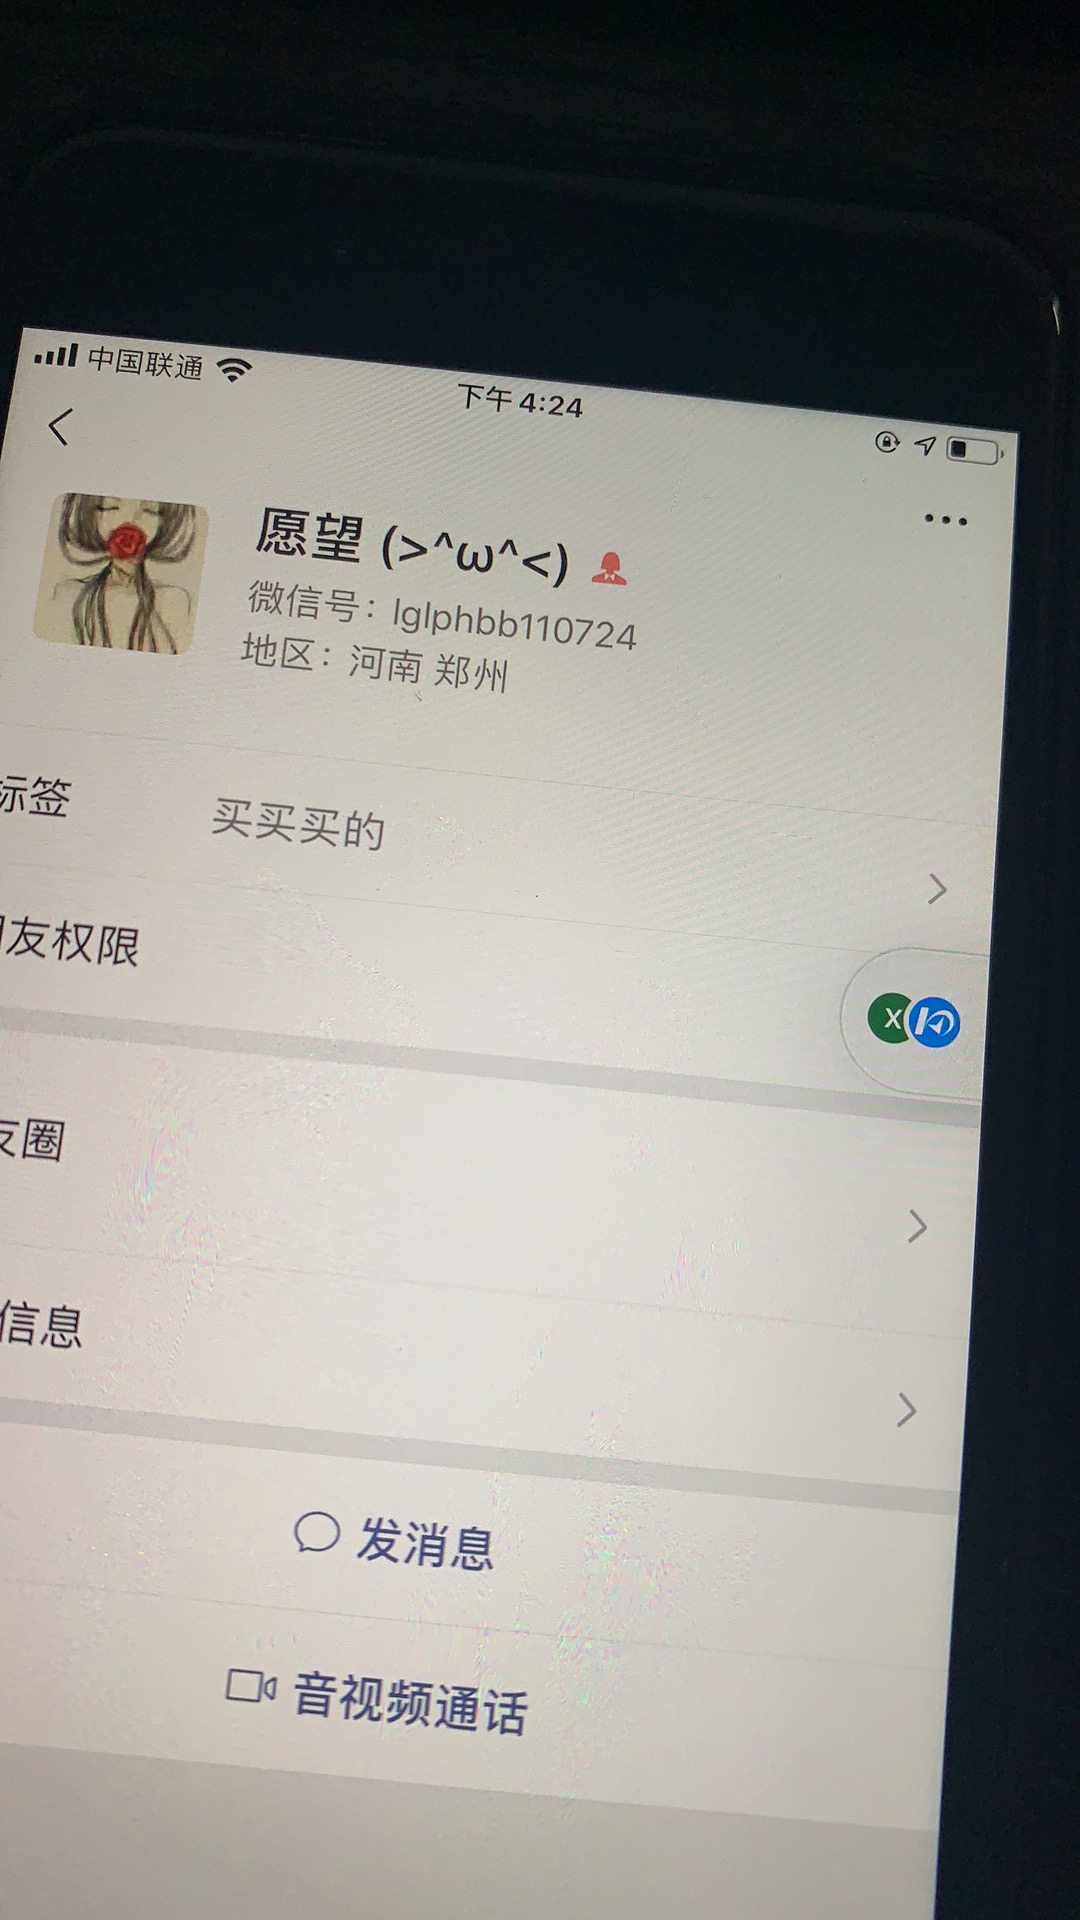 中国联通
下午4:24
愿望 (>^ω^<)
微信号：lglphbb110724
地区：河南 郑州
标签 买买买的
朋友权限
友圈
信息
发消息
音视频通话